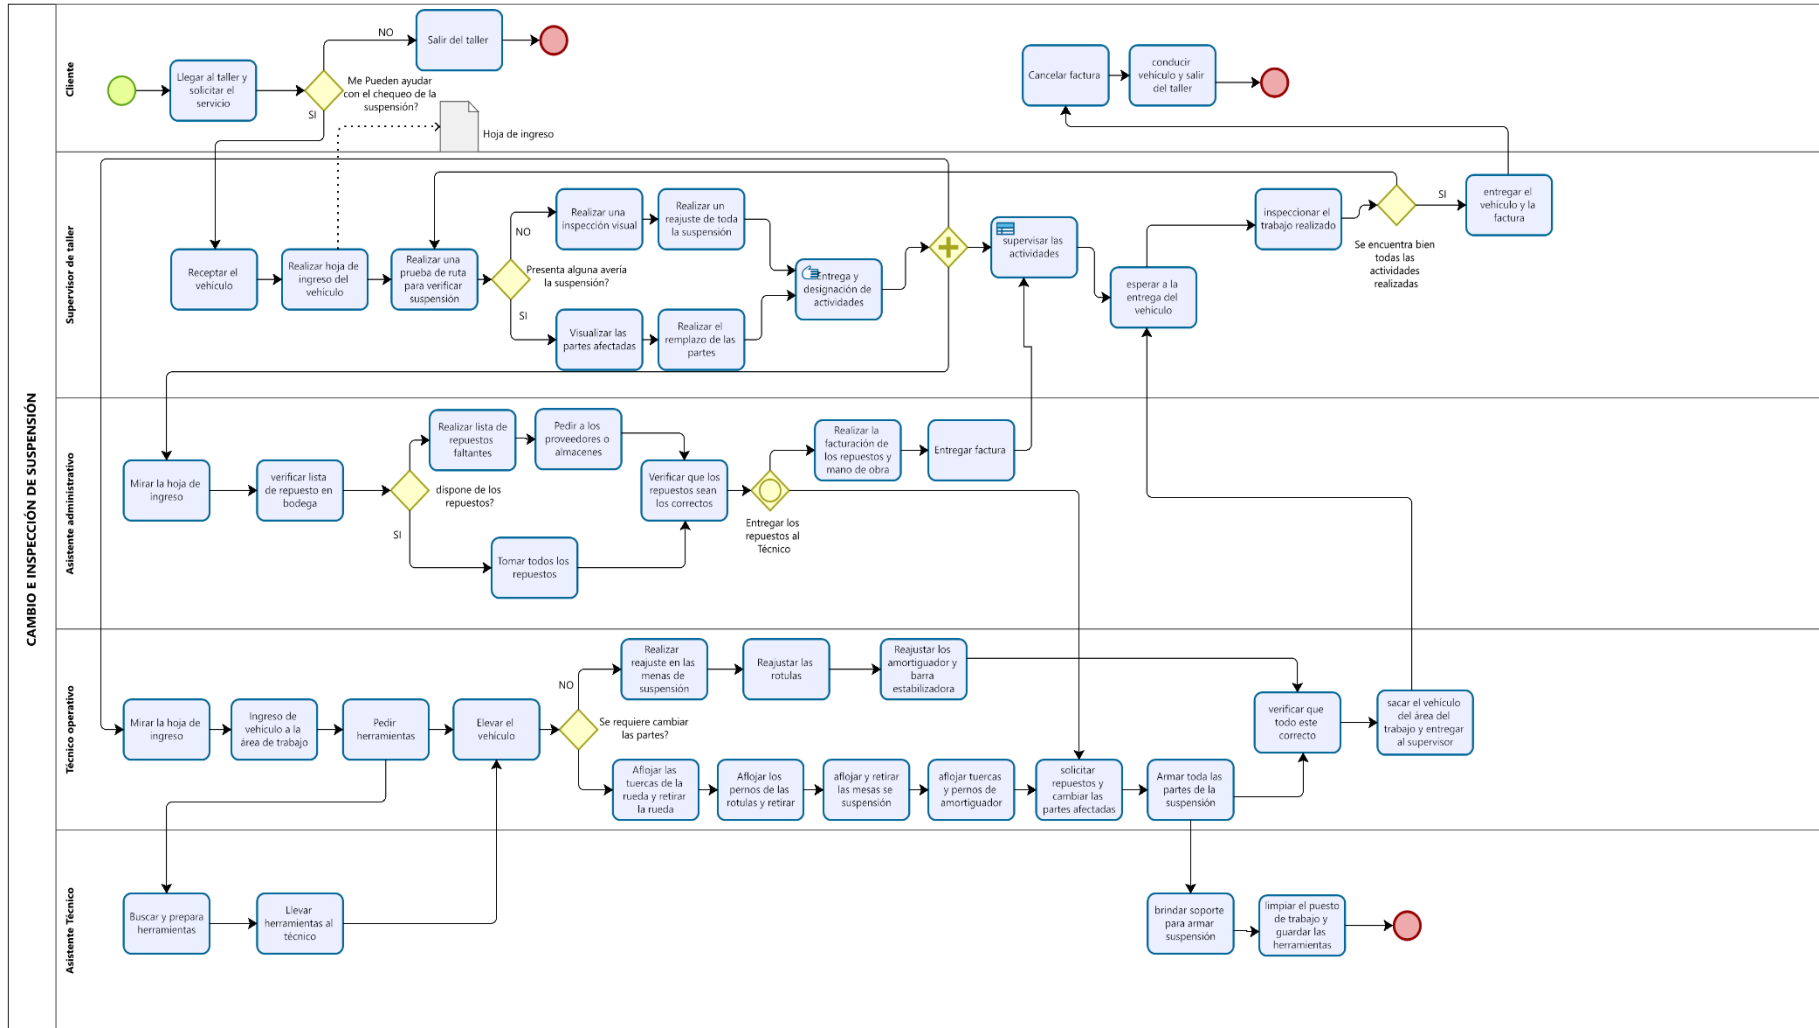 CAMBIO E INSPECCIÓN DE SUSPENSIÓN
Cliente
Llegar al taller y
solicitar el
servicio
NO
Salir del taller
Me Pueden ayudar
con el chequeo de la
suspensión?
SI
Hoja de ingreso
Cancelar factura
conducir
vehículo y salir
del taller
Supervisor de taller
Receptar el
vehículo
Realizar hoja de
ingreso del
vehículo
Realizar una
prueba de ruta
para verificar
suspensión
Presenta alguna avería
la suspensión?
NO
Realizar una
inspección visual
Realizar un
reajuste de toda
la suspensión
SI
Visualizar las
partes afectadas
Realizar el
remplazo de las
partes
Entrega y
designación de
actividades
supervisar las
actividades
esperar a la
entrega del
vehículo
inspeccionar el
trabajo realizado
Se encuentra bien
todas las
actividades
realizadas
SI
entregar el
vehículo y la
factura
Asistente administrativo
Mirar la hoja de
ingreso
verificar lista
de repuesto en
bodega
dispone de los
repuestos?
Realizar lista de
repuestos
faltantes
Pedir a los
proveedores o
almacenes
SI
Tomar todos los
repuestos
Verificar que los
repuestos sean
los correctos
Entregar los
repuestos al
Técnico
Realizar la
facturación de
los repuestos y
mano de obra
Entregar factura
Técnico operativo
Mirar la hoja de
ingreso
Ingreso de
vehículo a la
área de trabajo
Pedir
herramientas
Elevar el
vehículo
Se requiere cambiar
las partes?
NO
Realizar
reajuste en las
menas de
suspensión
Reajustar las
rotulas
Reajustar los
amortiguador y
barra
estabilizadora
Aflojar las
tuercas de la
rueda y retirar
la rueda
Aflojar los
pernos de las
rotulas y retirar
aflojar y retirar
las mesas se
suspensión
aflojar tuercas
y pernos de
amortiguador
solicitar
repuestos y
cambiar las
partes afectadas
Armar toda las
partes de la
suspensión
verificar que
todo este
correcto
sacar el vehículo
del área del
trabajo y entregar
al supervisor
Asistente Técnico
Buscar y prepara
herramientas
Llevar
herramientas al
técnico
brindar soporte
para armar
suspensión
limpiar el puesto
de trabajo y
guardar las
herramientas